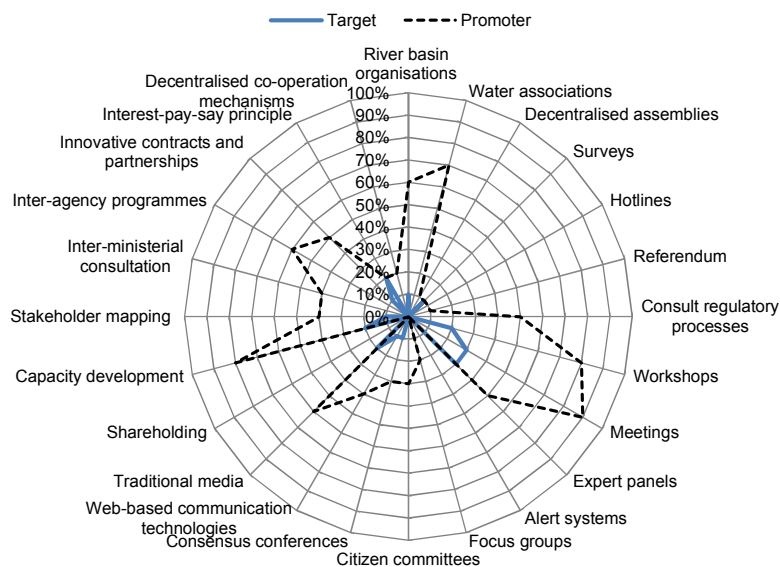 Target
Promoter
River basin
organisations
Water associations
Decentralised assemblies
Surveys
Hotlines
Referendum
Consult regulatory
processes
Workshops
Meetings
Expert panels
Alert systems
Focus groups
Citizen committees
Consensus conferences
Web-based communication
technologies
Traditional media
Shareholding
Capacity development
Stakeholder mapping
Inter-ministerial
consultation
Inter-agency programmes
Innovative contracts and
partnerships
Interest-pay-say principle
Decentralised co-operation
mechanisms
100%
90%
80%
70%
60%
50%
40%
30%
20%
10%
0%